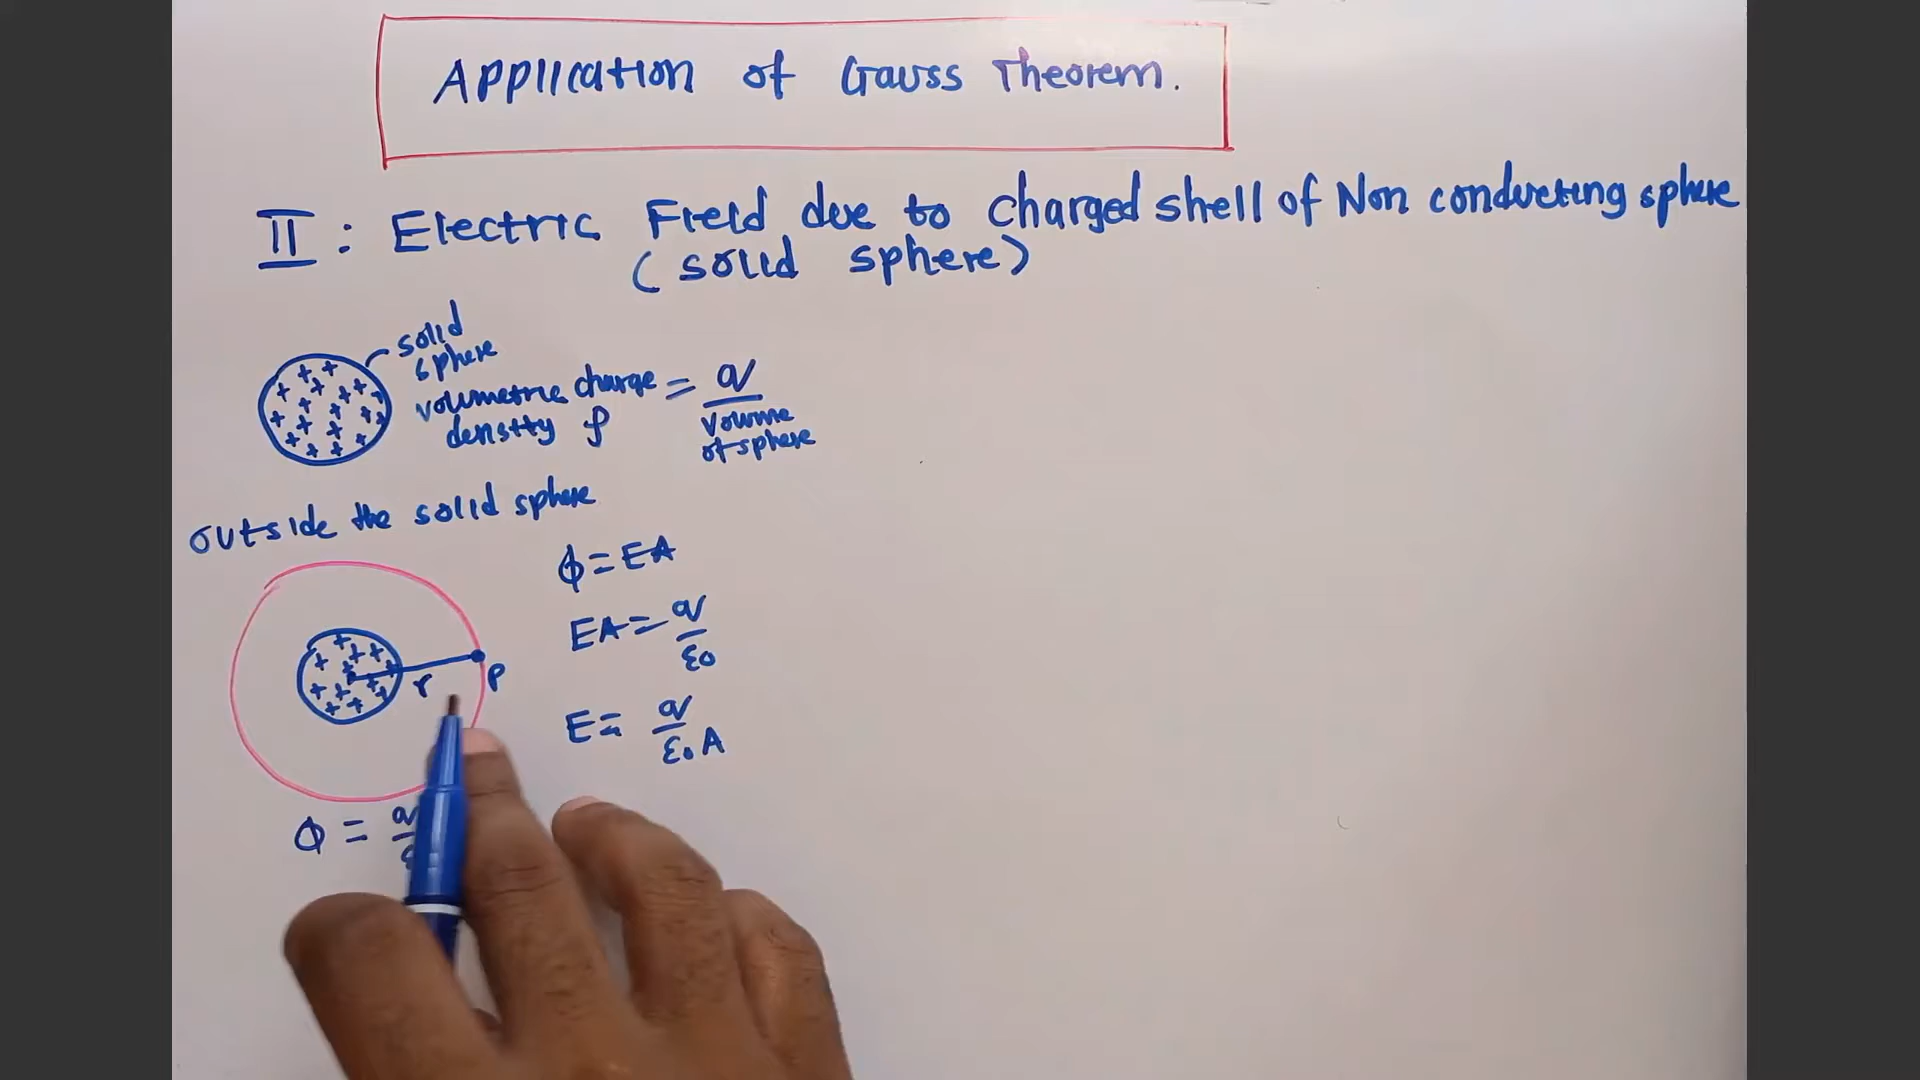 Application of Gauss Theorem.
II : Electric Field due to charged shell of Non conducting sphere
(solid sphere)
solid
sphere
volumetric charge
density ρ = q / volume
of sphere
outside the solid sphere
r
P
ϕ = EA
EA = q / ε0
E = q / ε0 A
ϕ = q